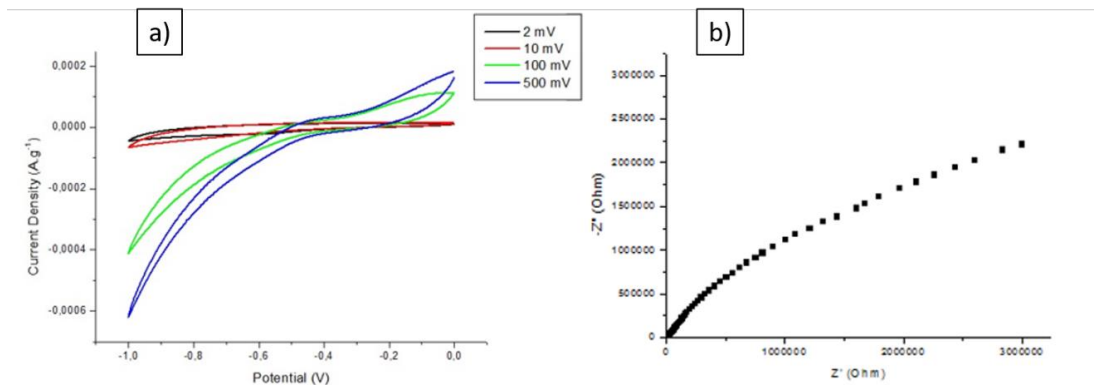 a)
2 mV
10 mV
100 mV
500 mV
0,0002
0,0000
-0,0002
-0,0004
-0,0006
Current Density (A.g⁻¹)
-1,0 -0,8 -0,6 -0,4 -0,2 0,0
Potential (V)
b)
3000000
2500000
2000000
1500000
1000000
500000
0
-Z" (Ohm)
0 1000000 2000000 3000000
Z' (Ohm)